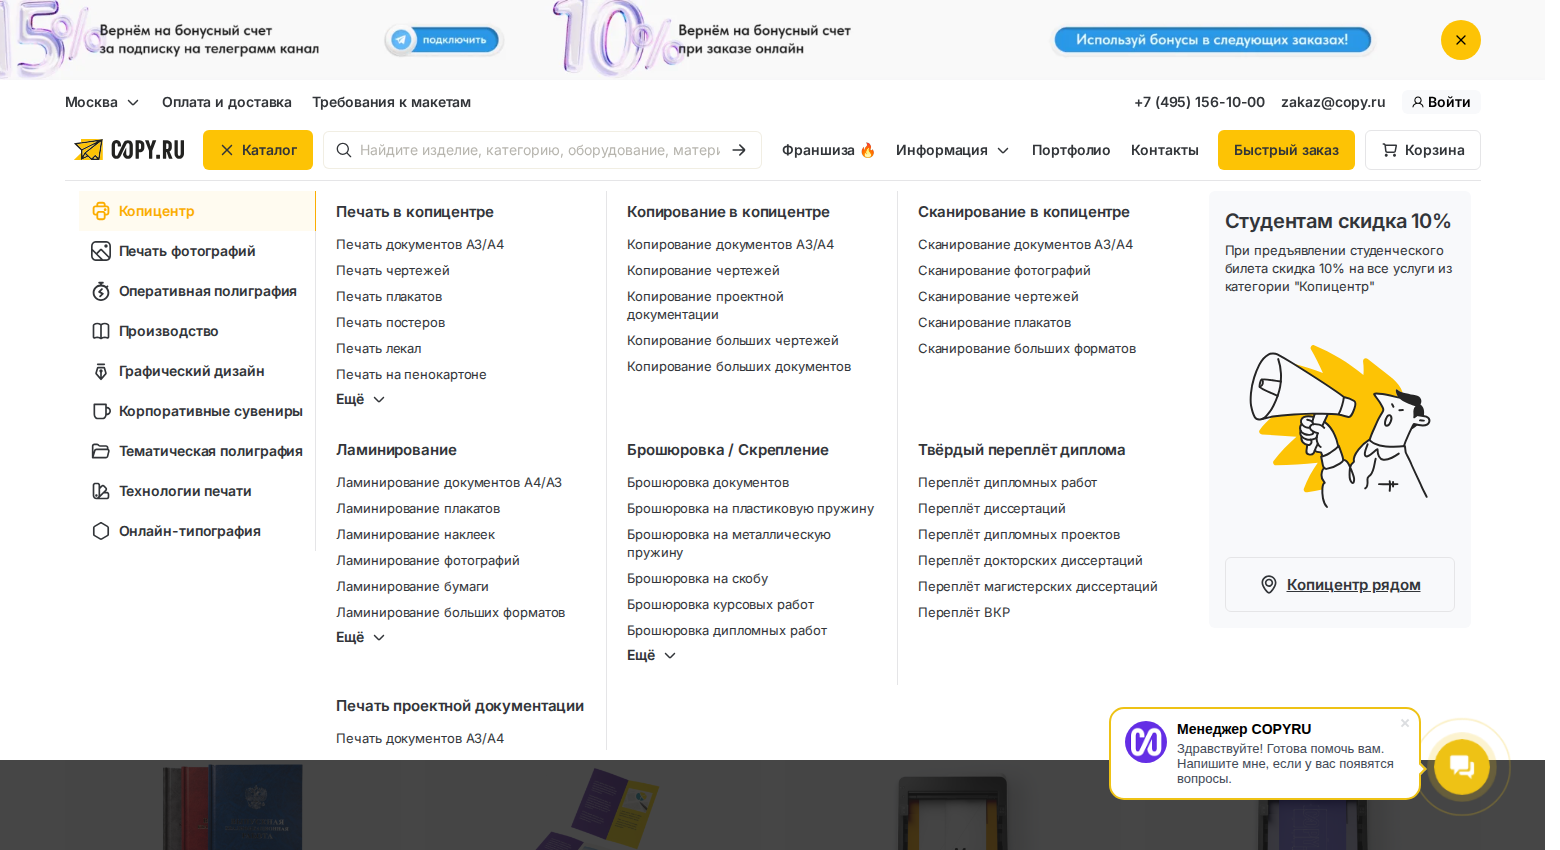 15%
Вернём на бонусный счет
за подписку на телеграмм канал
подключить
10%
Вернём на бонусный счет
при заказе онлайн
Используй бонусы в следующих заказах!
Москва
Оплата и доставка
Требования к макетам
+7 (495) 156-10-00
zakaz@copy.ru
Войти
COPY.RU
Каталог
Найдите изделие, категорию, оборудование, матери
Франшиза 🔥
Информация
Портфолио
Контакты
Быстрый заказ
Корзина
Копицентр
Печать фотографий
Оперативная полиграфия
Производство
Графический дизайн
Корпоративные сувениры
Тематическая полиграфия
Технологии печати
Онлайн-типография
Печать в копицентре
Печать документов А3/А4
Печать чертежей
Печать плакатов
Печать постеров
Печать лекал
Печать на пенокартоне
Ещё
Копирование в копицентре
Копирование документов А3/А4
Копирование чертежей
Копирование проектной
документации
Копирование больших чертежей
Копирование больших документов
Сканирование в копицентре
Сканирование документов А3/А4
Сканирование фотографий
Сканирование чертежей
Сканирование плакатов
Сканирование больших форматов
Ламинирование
Ламинирование документов А4/А3
Ламинирование плакатов
Ламинирование наклеек
Ламинирование фотографий
Ламинирование бумаги
Ламинирование больших форматов
Ещё
Брошюровка / Скрепление
Брошюровка документов
Брошюровка на пластиковую пружину
Брошюровка на металлическую
пружину
Брошюровка на скобу
Брошюровка курсовых работ
Брошюровка дипломных работ
Ещё
Твёрдый переплёт диплома
Переплёт дипломных работ
Переплёт диссертаций
Переплёт дипломных проектов
Переплёт докторских диссертаций
Переплёт магистерских диссертаций
Переплёт ВКР
Печать проектной документации
Печать документов А3/А4
Студентам скидка 10%
При предъявлении студенческого
билета скидка 10% на все услуги из
категории "Копицентр"
Копицентр рядом
Менеджер COPYRU
Здравствуйте! Готова помочь вам.
Напишите мне, если у вас появятся
вопросы.